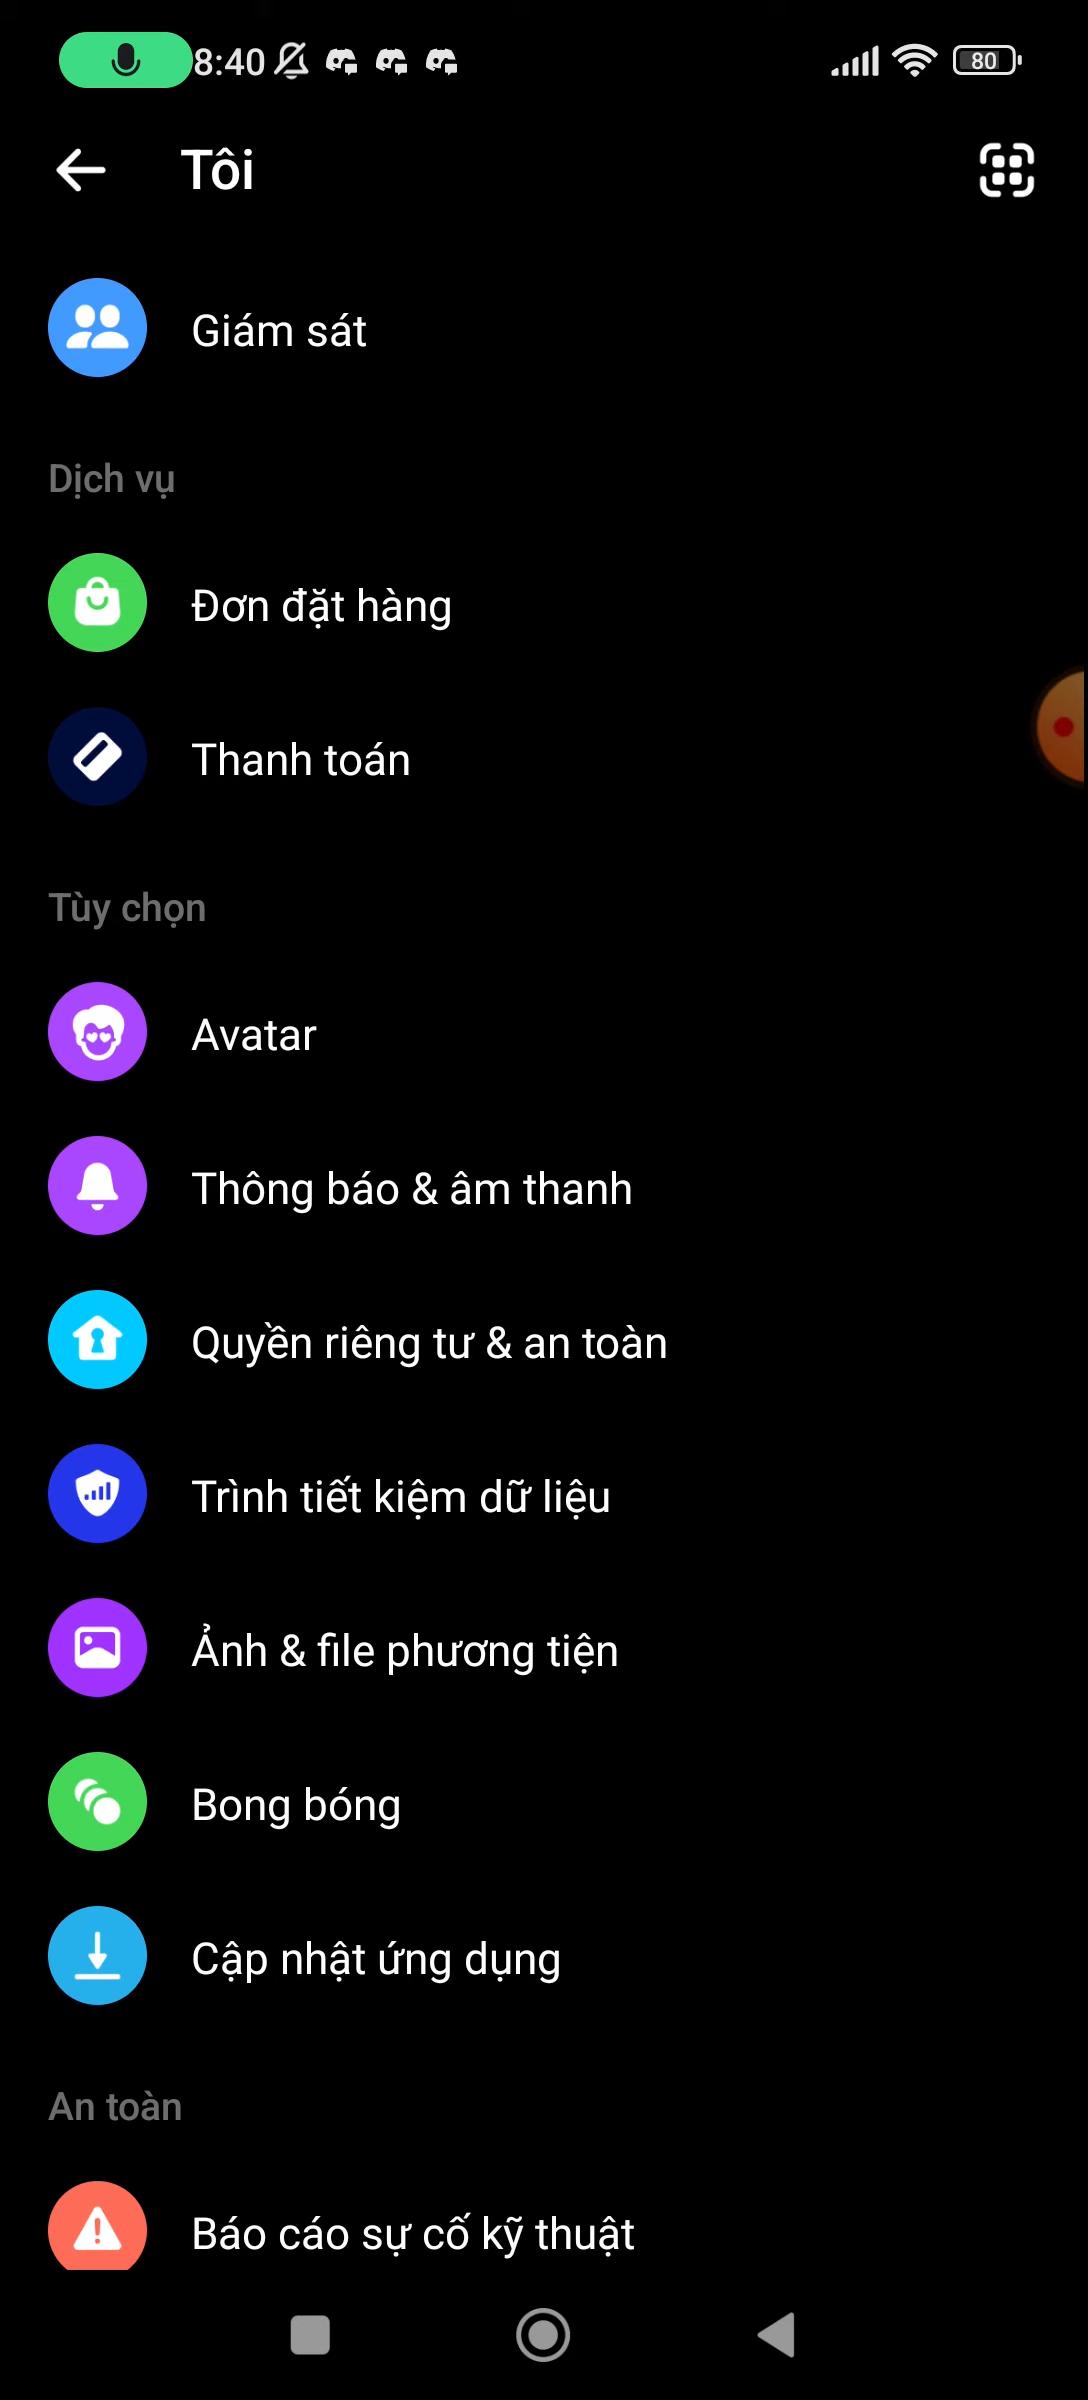 8:40
80
Tôi
Giám sát
Dịch vụ
Đơn đặt hàng
Thanh toán
Tùy chọn
Avatar
Thông báo & âm thanh
Quyền riêng tư & an toàn
Trình tiết kiệm dữ liệu
Ảnh & file phương tiện
Bong bóng
Cập nhật ứng dụng
An toàn
Báo cáo sự cố kỹ thuật